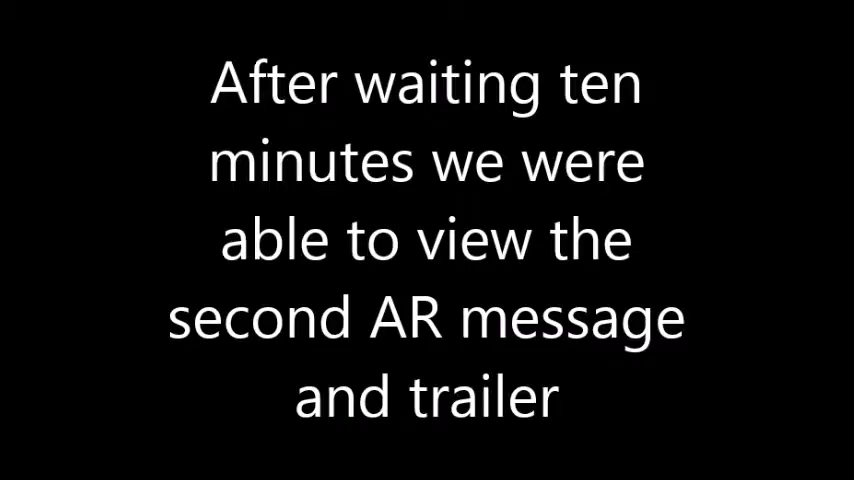 After waiting ten
minutes we were
able to view the
second AR message
and trailer